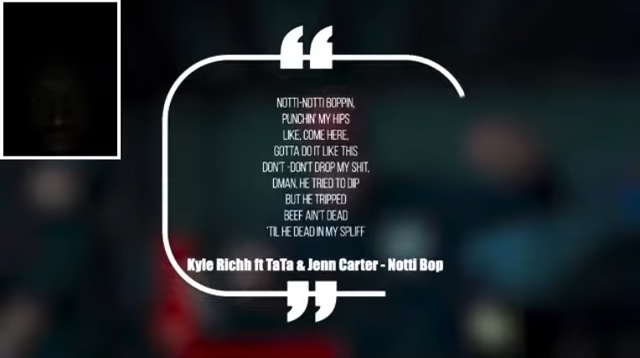 NOTTI-NOTTI BOPPIN,
PUNCHIN' MY HIPS
LIKE, COME HERE,
GOTTA DO IT LIKE THIS
DON'T -DON'T DROP MY SHIT,
DMAN, HE TRIED TO DIP
BUT HE TRIPPED
BEEF AIN'T DEAD
'TIL HE DEAD IN MY SPLIFF
Kyle Richh ft TaTa & Jenn Carter - Notti Bop